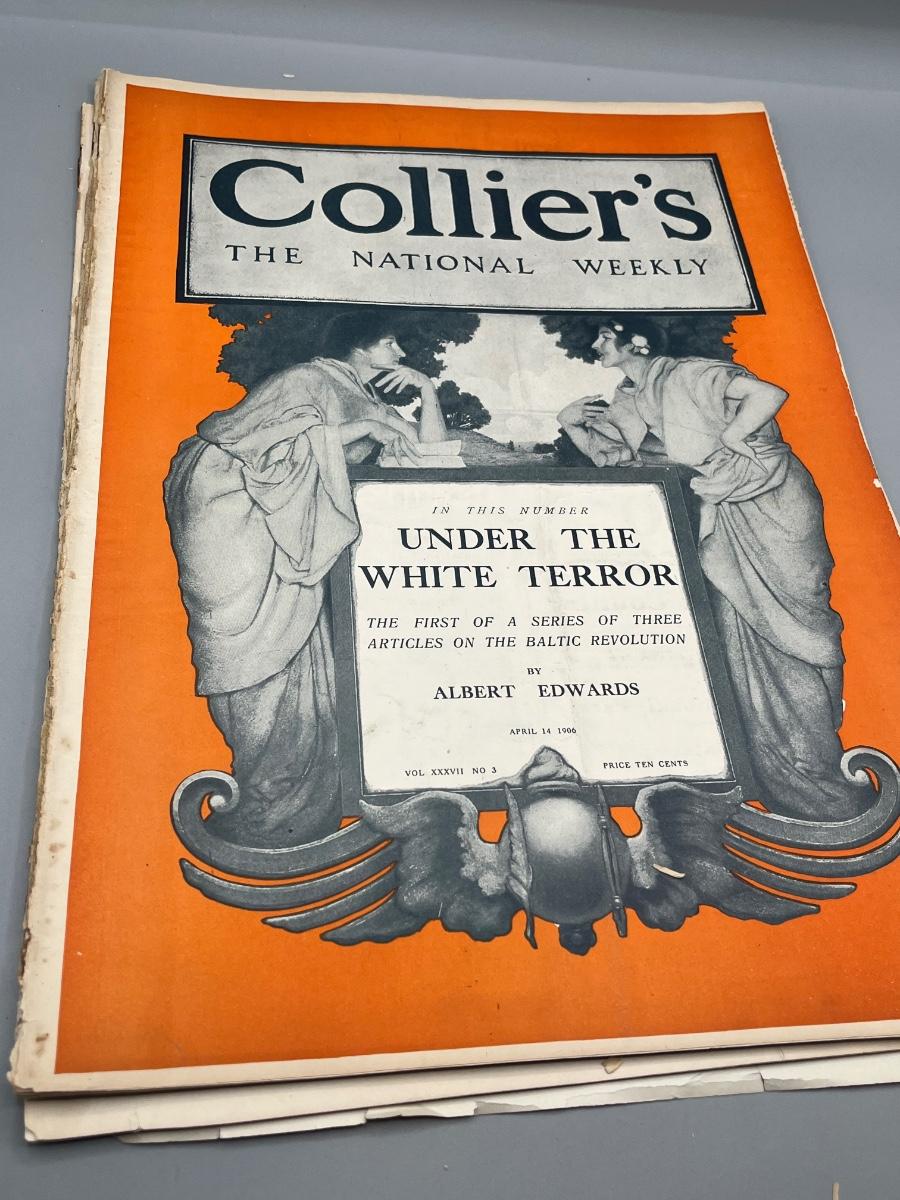 Collier's
THE NATIONAL WEEKLY
IN THIS NUMBER
UNDER THE
WHITE TERROR
THE FIRST OF A SERIES OF THREE
ARTICLES ON THE BALTIC REVOLUTION
BY
ALBERT EDWARDS
APRIL 14 1906
VOL XXXVII NO 3 PRICE TEN CENTS